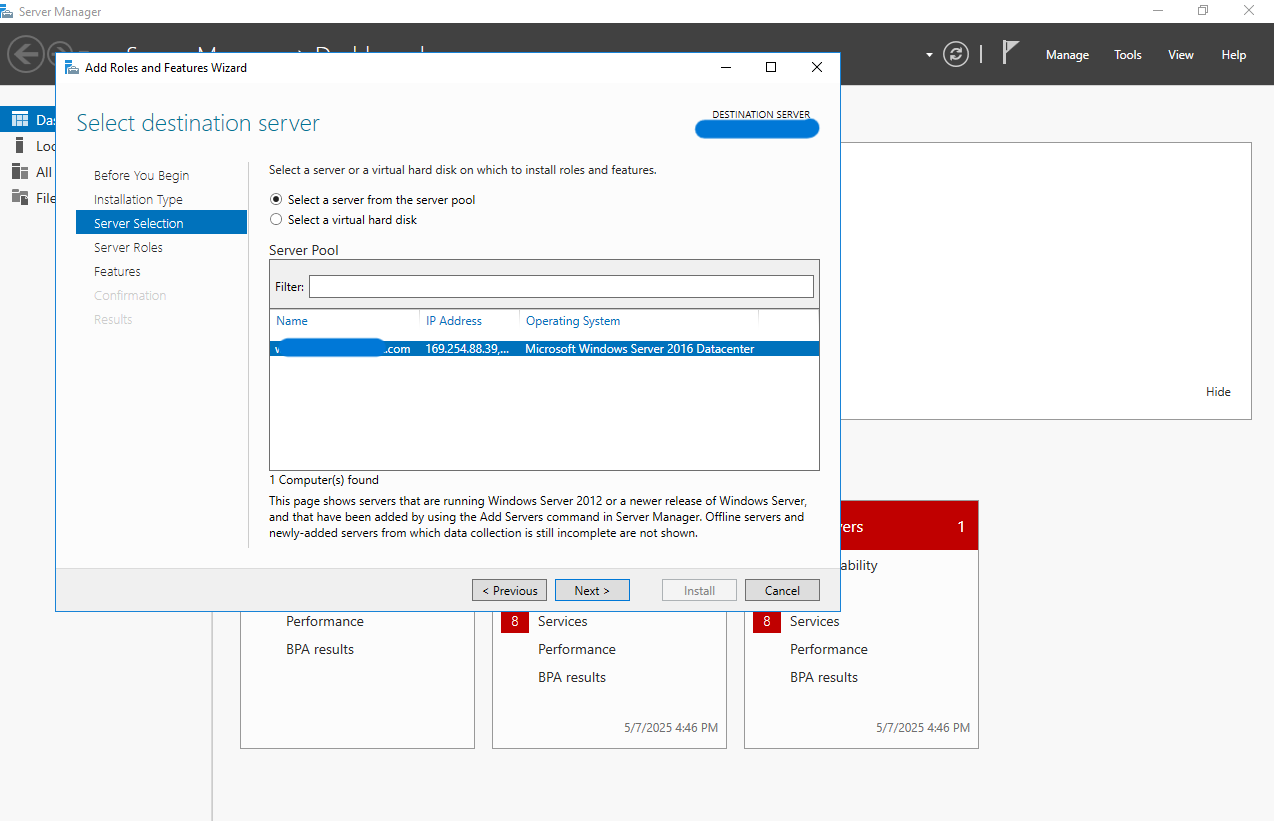 Server Manager
Manage Tools View Help
Add Roles and Features Wizard
Select destination server
DESTINATION SERVER
Before You Begin
Installation Type
Server Selection
Server Roles
Features
Confirmation
Results
Select a server or a virtual hard disk on which to install roles and features.
Select a server from the server pool
Select a virtual hard disk
Server Pool
Filter:
Name IP Address Operating System
.com 169.254.88.39,... Microsoft Windows Server 2016 Datacenter
1 Computer(s) found
This page shows servers that are running Windows Server 2012 or a newer release of Windows Server,
and that have been added by using the Add Servers command in Server Manager. Offline servers and
newly-added servers from which data collection is still incomplete are not shown.
< Previous Next > Install Cancel
All
Hide
1
Performance
BPA results
8 Services
Performance
BPA results
5/7/2025 4:46 PM
8 Services
Performance
BPA results
5/7/2025 4:46 PM